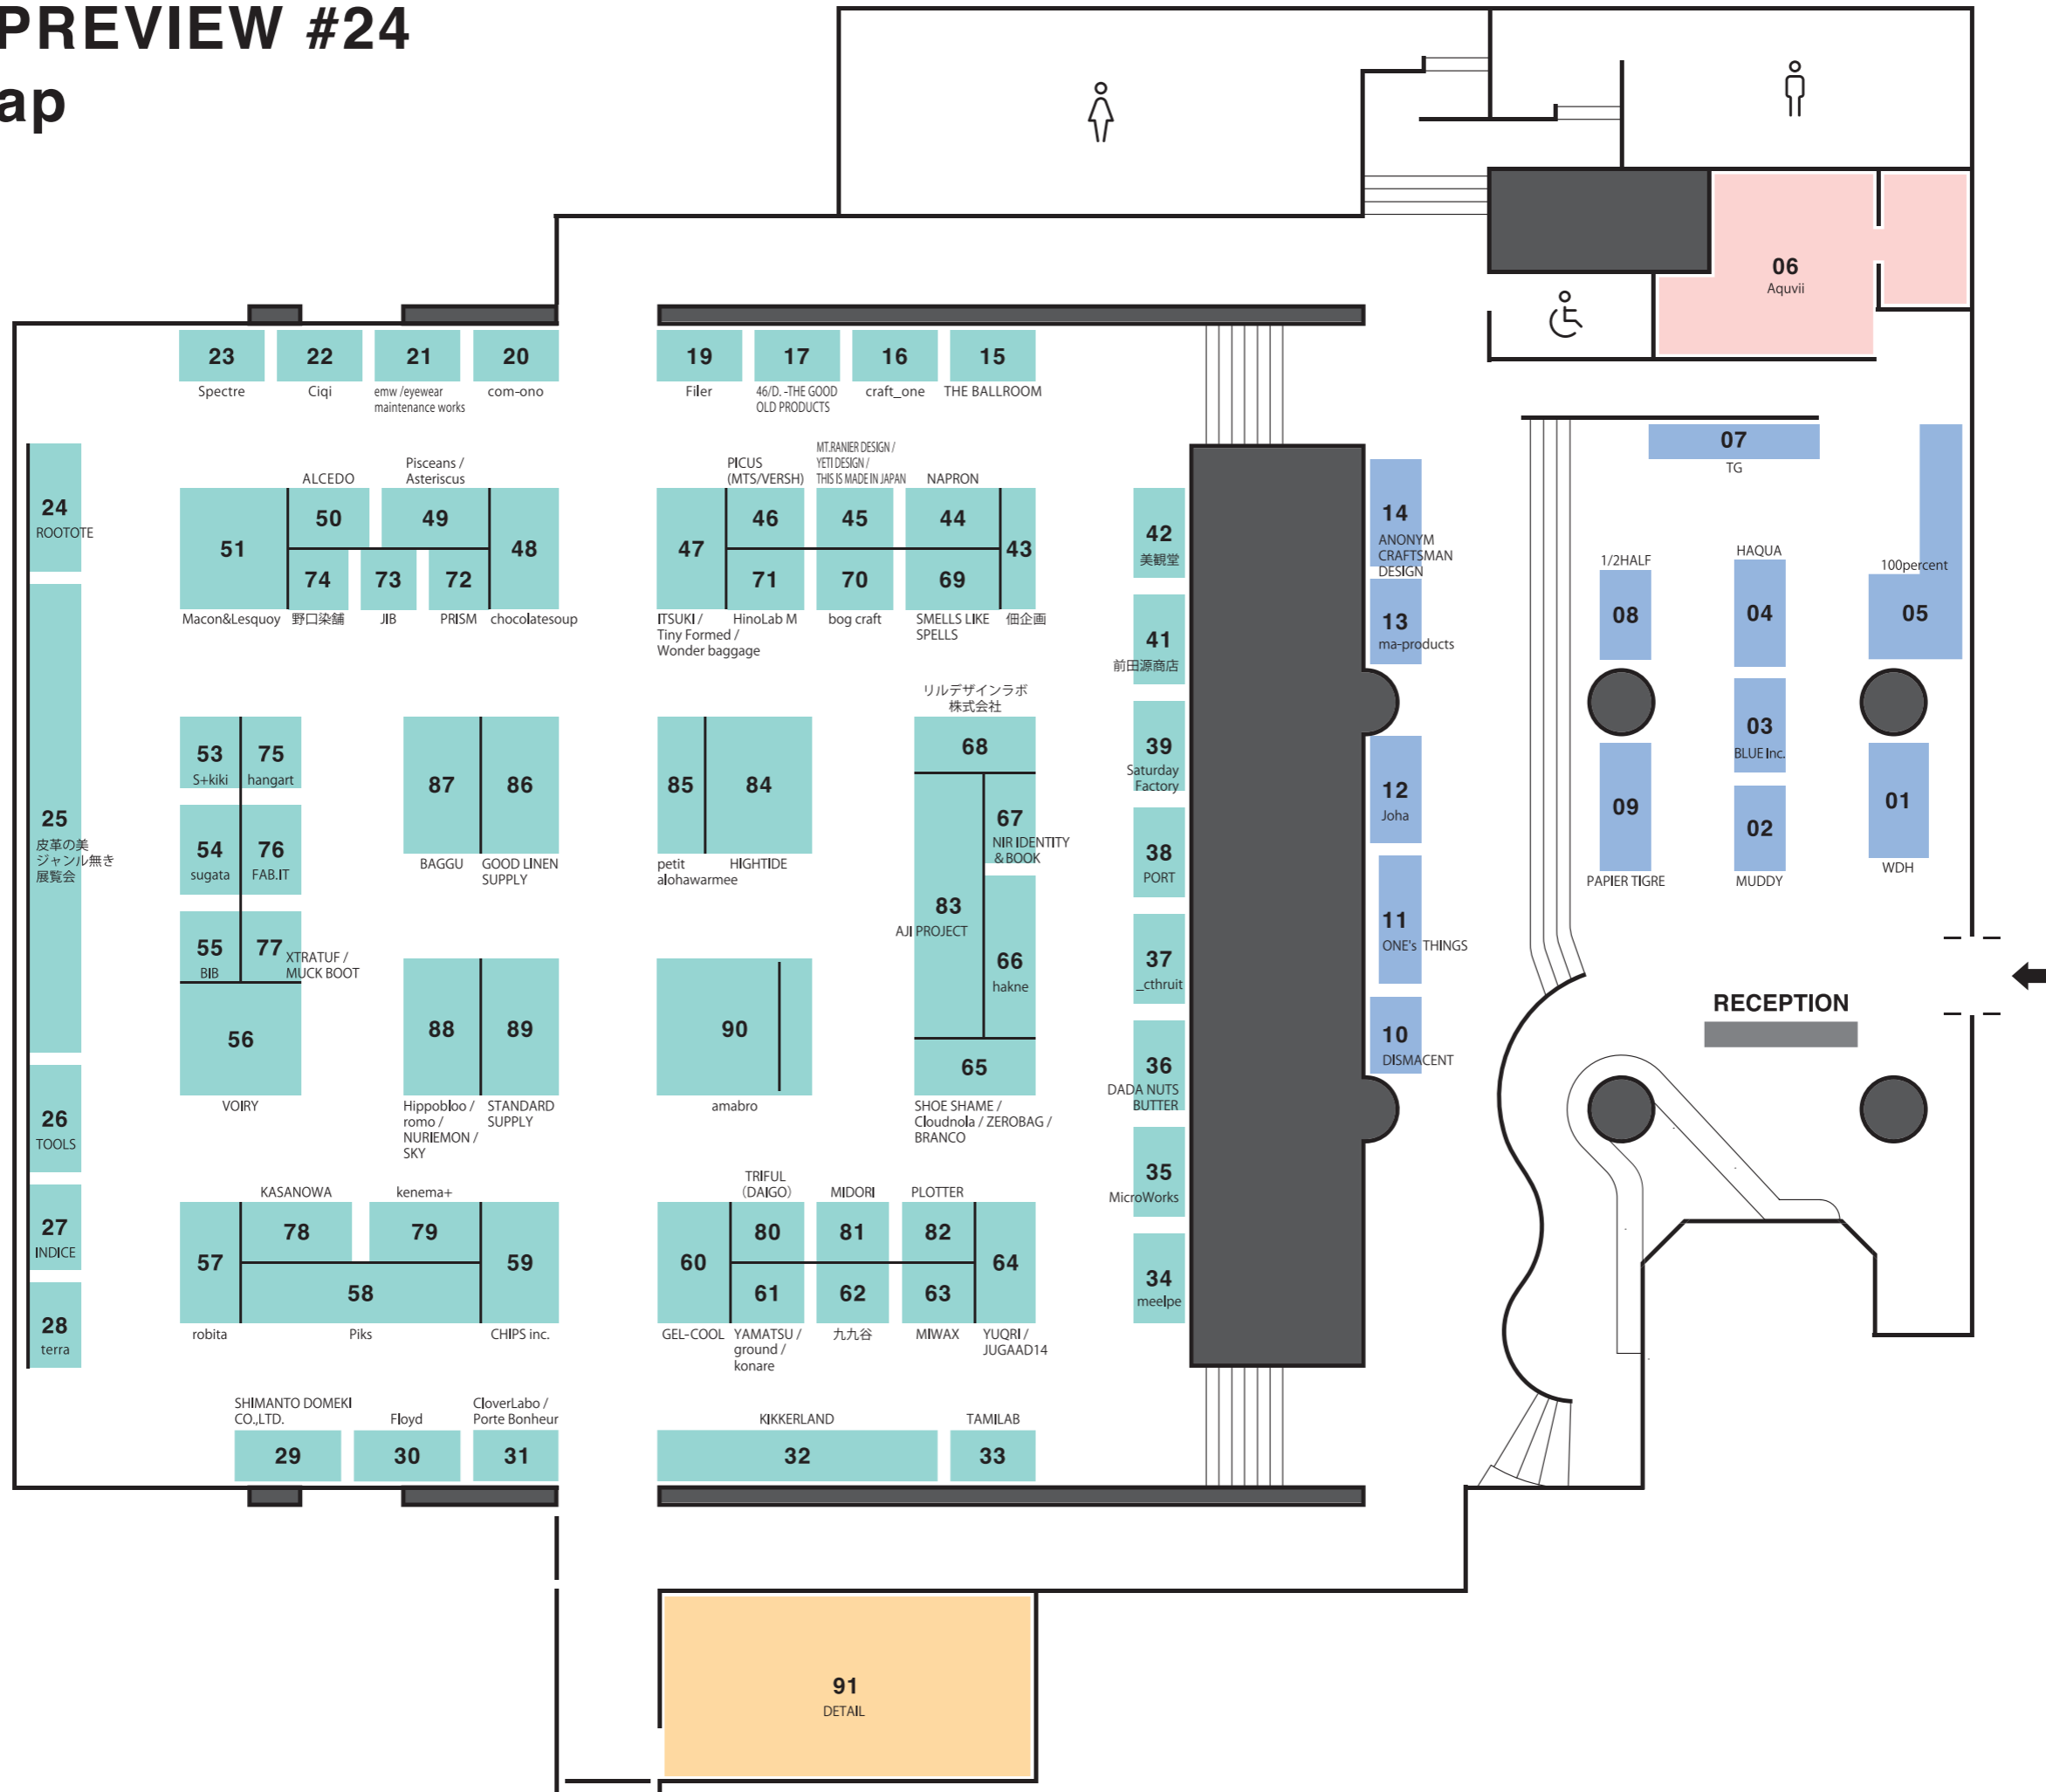 PREVIEW #24
ap
06
Aquvii
23
Spectre
22
Ciqi
21
emw /eyewear
maintenance works
20
com-ono
19
Filer
17
46/D. -THE GOOD
OLD PRODUCTS
16
craft_one
15
THE BALLROOM
07
TG
24
ROOTOTE
25
皮革の美
ジャンル無き
展覧会
26
TOOLS
27
INDICE
28
terra
ALCEDO
50
Pisceans /
Asteriscus
49
51
Macon&Lesquoy
74
野口染舗
73
JIB
72
PRISM
48
chocolatesoup
PICUS
(MTS/VERSH)
46
MT.RANIER DESIGN /
YETI DESIGN /
THIS IS MADE IN JAPAN
45
NAPRON
44
47
ITSUKI /
Tiny Formed /
Wonder baggage
71
HinoLab M
70
bog craft
69
SMELLS LIKE
SPELLS
43
佃企画
42
美観堂
41
前田源商店
39
Saturday
Factory
38
PORT
37
_cthruit
36
DADA NUTS
BUTTER
35
MicroWorks
34
meelpe
14
ANONYM
CRAFTSMAN
DESIGN
13
ma-products
12
Joha
11
ONE's THINGS
10
DISMACENT
1/2HALF
08
HAQUA
04
100percent
05
03
BLUE Inc.
09
PAPIER TIGRE
02
MUDDY
01
WDH
RECEPTION
53
S+kiki
75
hangart
54
sugata
76
FAB.IT
55
BIB
77
XTRATUF /
MUCK BOOT
56
VOIRY
87
BAGGU
86
GOOD LINEN
SUPPLY
85
petit
alohawarmee
84
HIGHTIDE
リルデザインラボ
株式会社
68
67
NIR IDENTITY
&BOOK
83
AJI PROJECT
66
hakne
65
SHOE SHAME /
Cloudnola / ZEROBAG /
BRANCO
88
Hippobloo /
romo /
NURIEMON /
SKY
89
STANDARD
SUPPLY
90
amabro
KASANOWA
78
kenema+
79
57
robita
58
Piks
59
CHIPS inc.
TRIFUL
（DAIGO）
80
MIDORI
81
PLOTTER
82
60
GEL-COOL
61
YAMATSU /
ground /
konare
62
九九谷
63
MIWAX
64
YUQRI /
JUGAAD14
SHIMANTO DOMEKI
CO.,LTD.
29
Floyd
30
CloverLabo /
Porte Bonheur
31
KIKKERLAND
32
TAMILAB
33
91
DETAIL